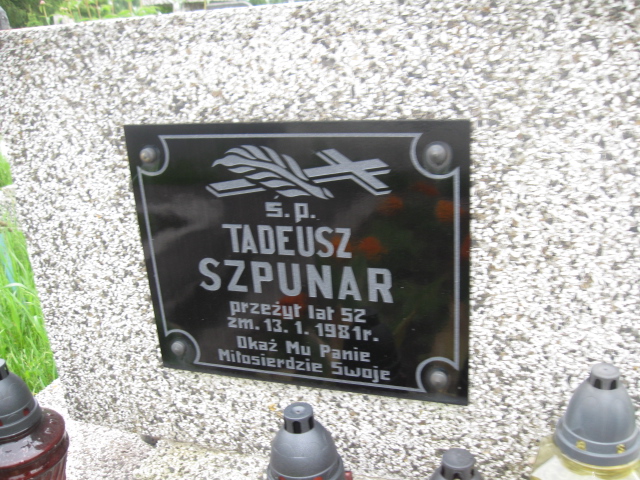 ś.p.
TADEUSZ
SZPUNAR
przeżył lat 52
zm. 13. 1. 1981r.
Okaż Mu Panie
Miłosierdzie Swoje